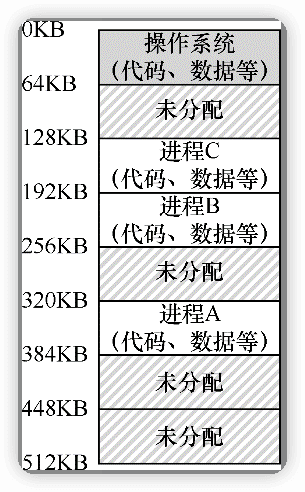 0KB
操作系统
(代码、数据等)
64KB
未分配
128KB
进程C
(代码、数据等)
192KB
进程B
(代码、数据等)
256KB
未分配
320KB
进程A
(代码、数据等)
384KB
未分配
448KB
未分配
512KB